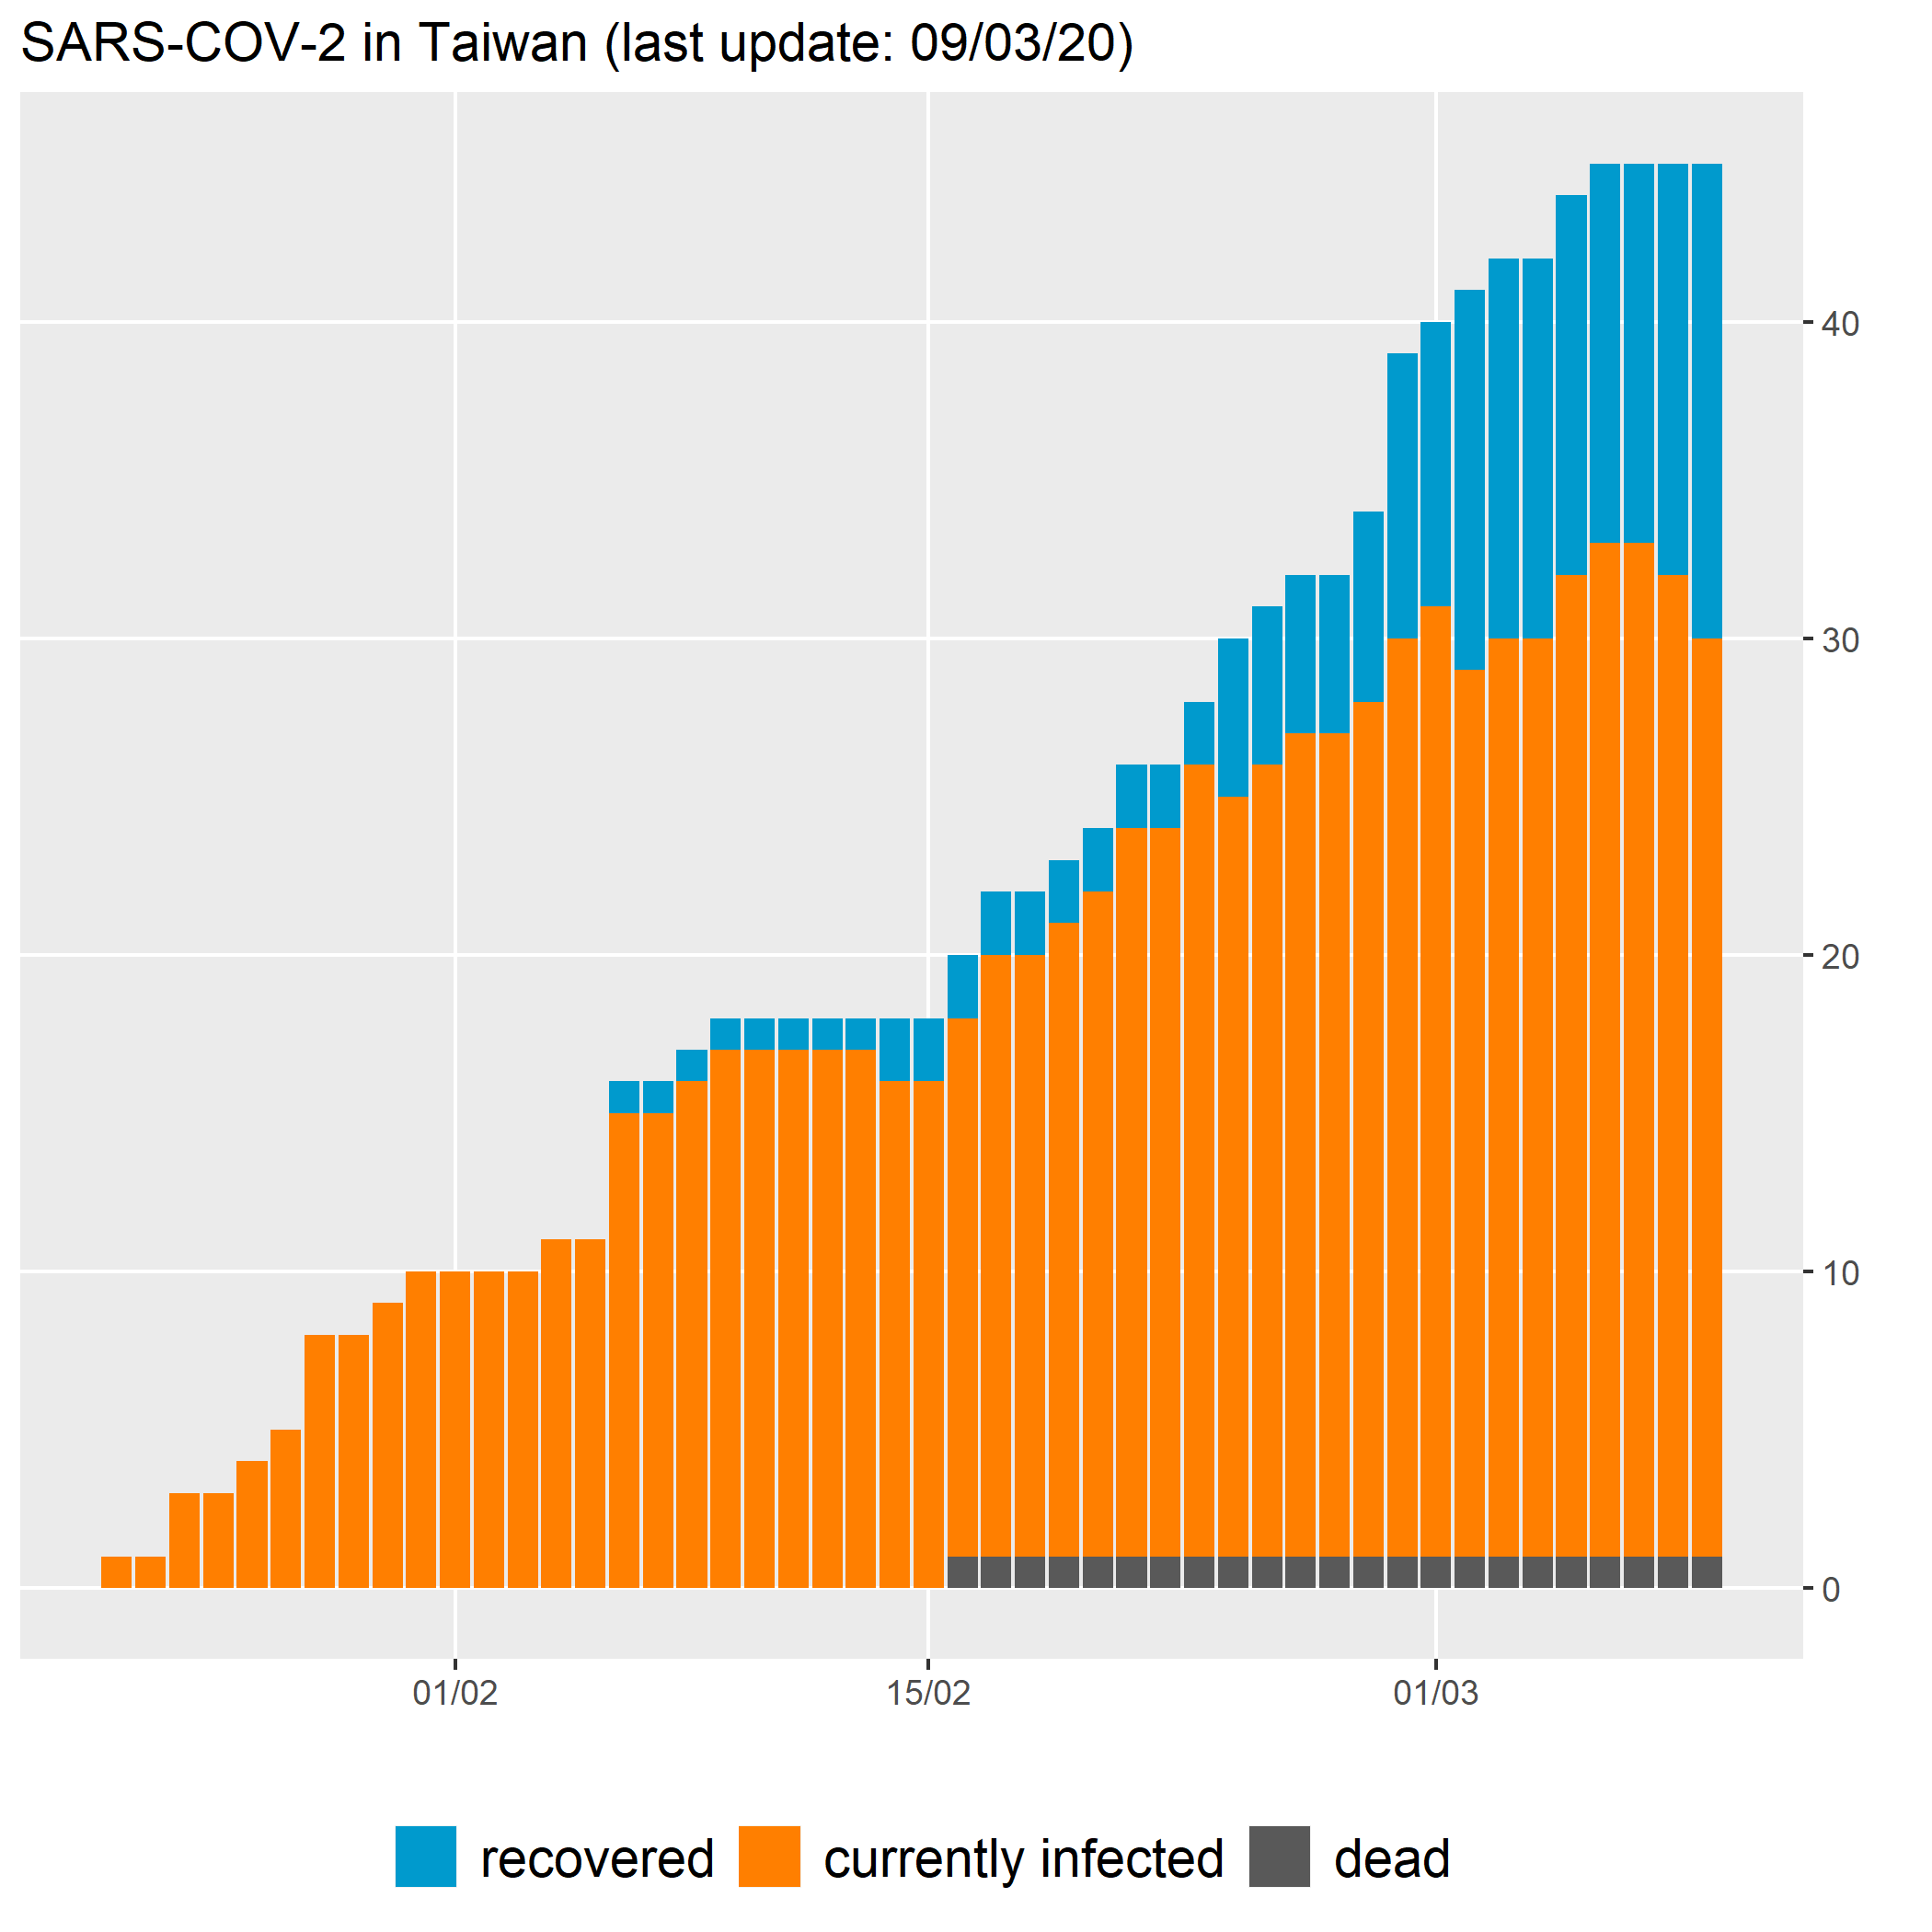 SARS-COV-2 in Taiwan (last update: 09/03/20)
40
30
20
10
0
01/02 15/02 01/03
recovered currently infected dead